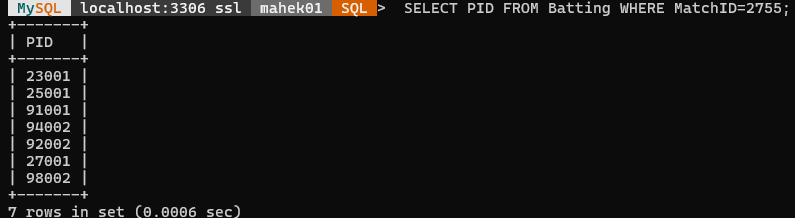 MySQL localhost:3306 ssl mahek01 SQL > SELECT PID FROM Batting WHERE MatchID=2755;
+-------+
| PID   |
+-------+
| 23001 |
| 25001 |
| 91001 |
| 94002 |
| 92002 |
| 27001 |
| 98002 |
+-------+
7 rows in set (0.0006 sec)